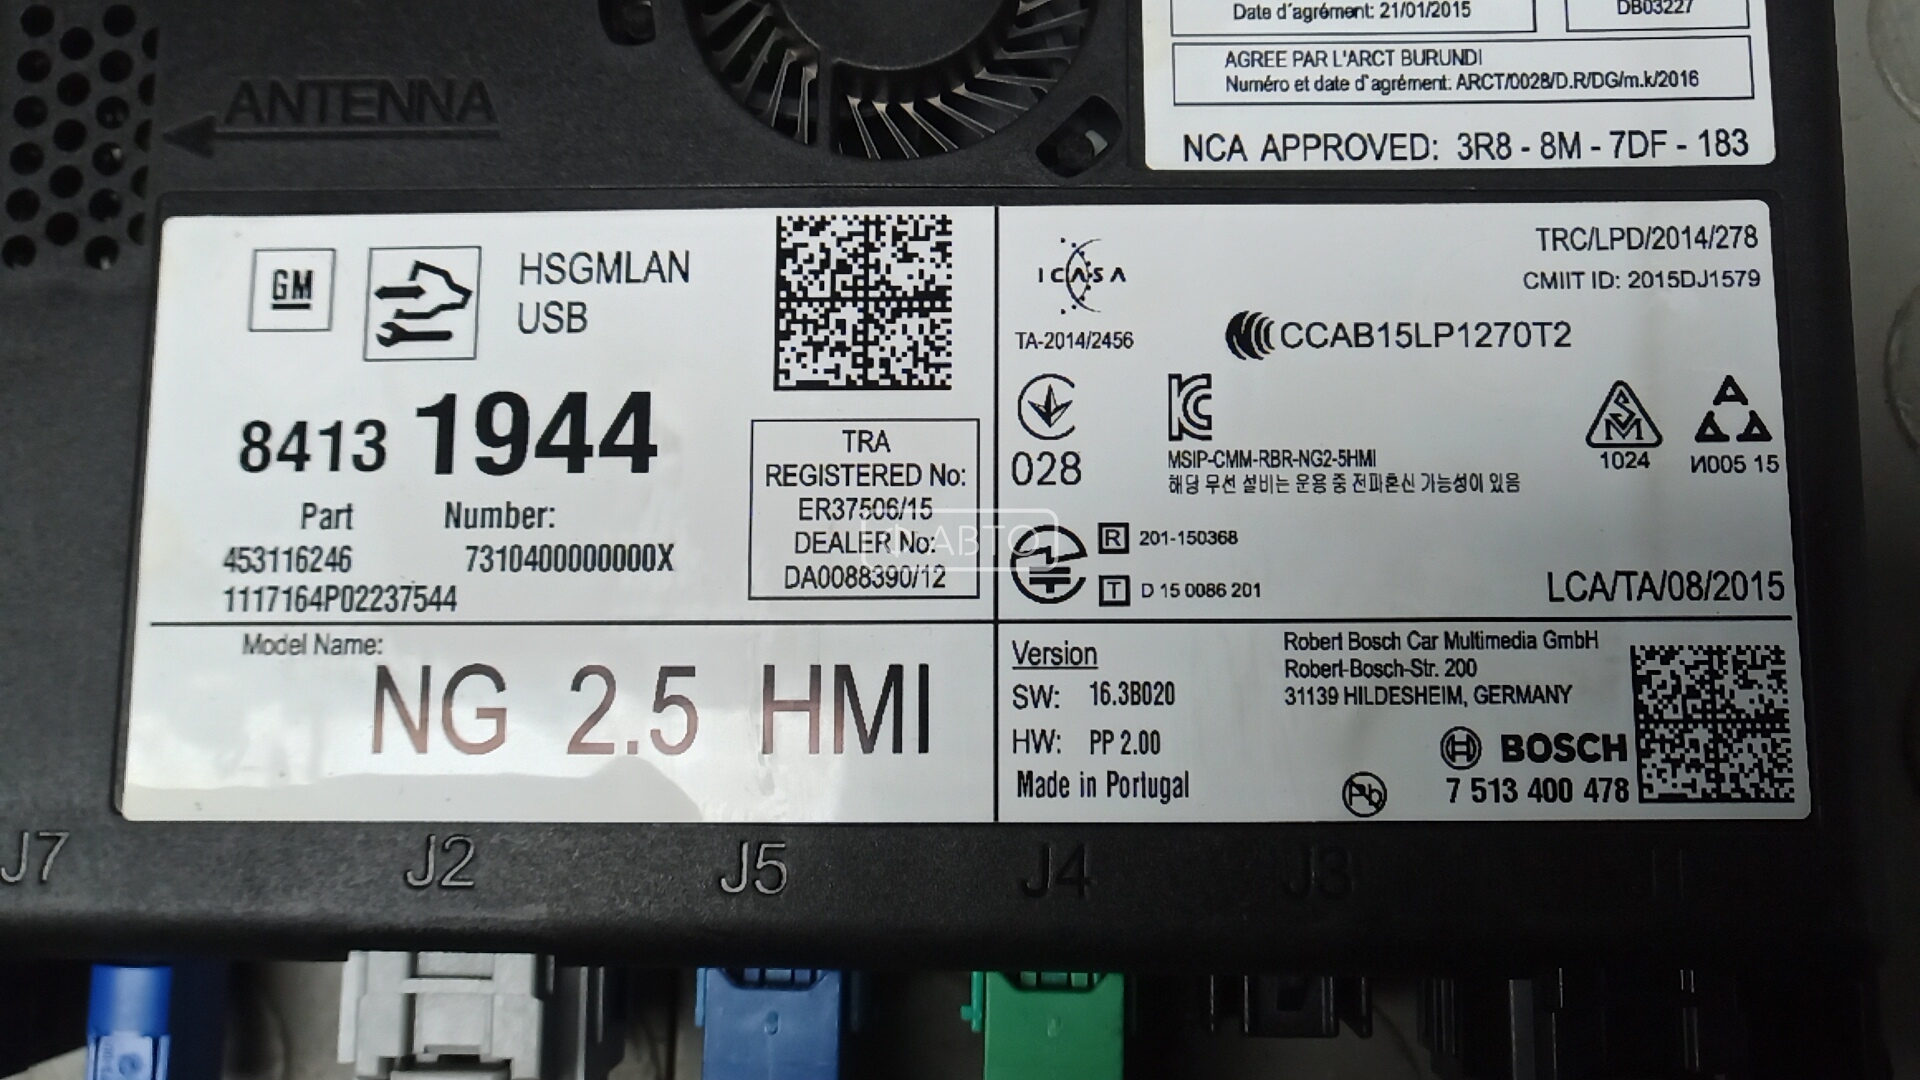 Date d'agrément: 21/01/2015
DB03227
AGREE PAR L'ARCT BURUNDI
Numéro et date d'agrément: ARCT/0028/D.R/DG/m.k/2016
NCA APPROVED: 3R8 - 8M - 7DF - 183
ANTENNA
GM
HSGMLAN
USB
8413 1944
Part Number:
453116246 7310400000000X
1117164P02237544
TRA
REGISTERED No:
ER37506/15
DEALER No:
DA0088390/12
Model Name:
NG 2.5 HMI
ICASA
TA-2014/2456
TRC/LPD/2014/278
CMIIT ID: 2015DJ1579
CCAB15LP1270T2
028
MSIP-CMM-RBR-NG2-5HMI
해당 무선 설비는 운용 중 전파혼신 가능성이 있음
1024
И005 15
R 201-150368
T D 15 0086 201
АВТО
LCA/TA/08/2015
Version
SW: 16.3B020
HW: PP 2.00
Made in Portugal
Robert Bosch Car Multimedia GmbH
Robert-Bosch-Str. 200
31139 HILDESHEIM, GERMANY
BOSCH
7 513 400 478
Pb
J7
J2
J5
J4
J3